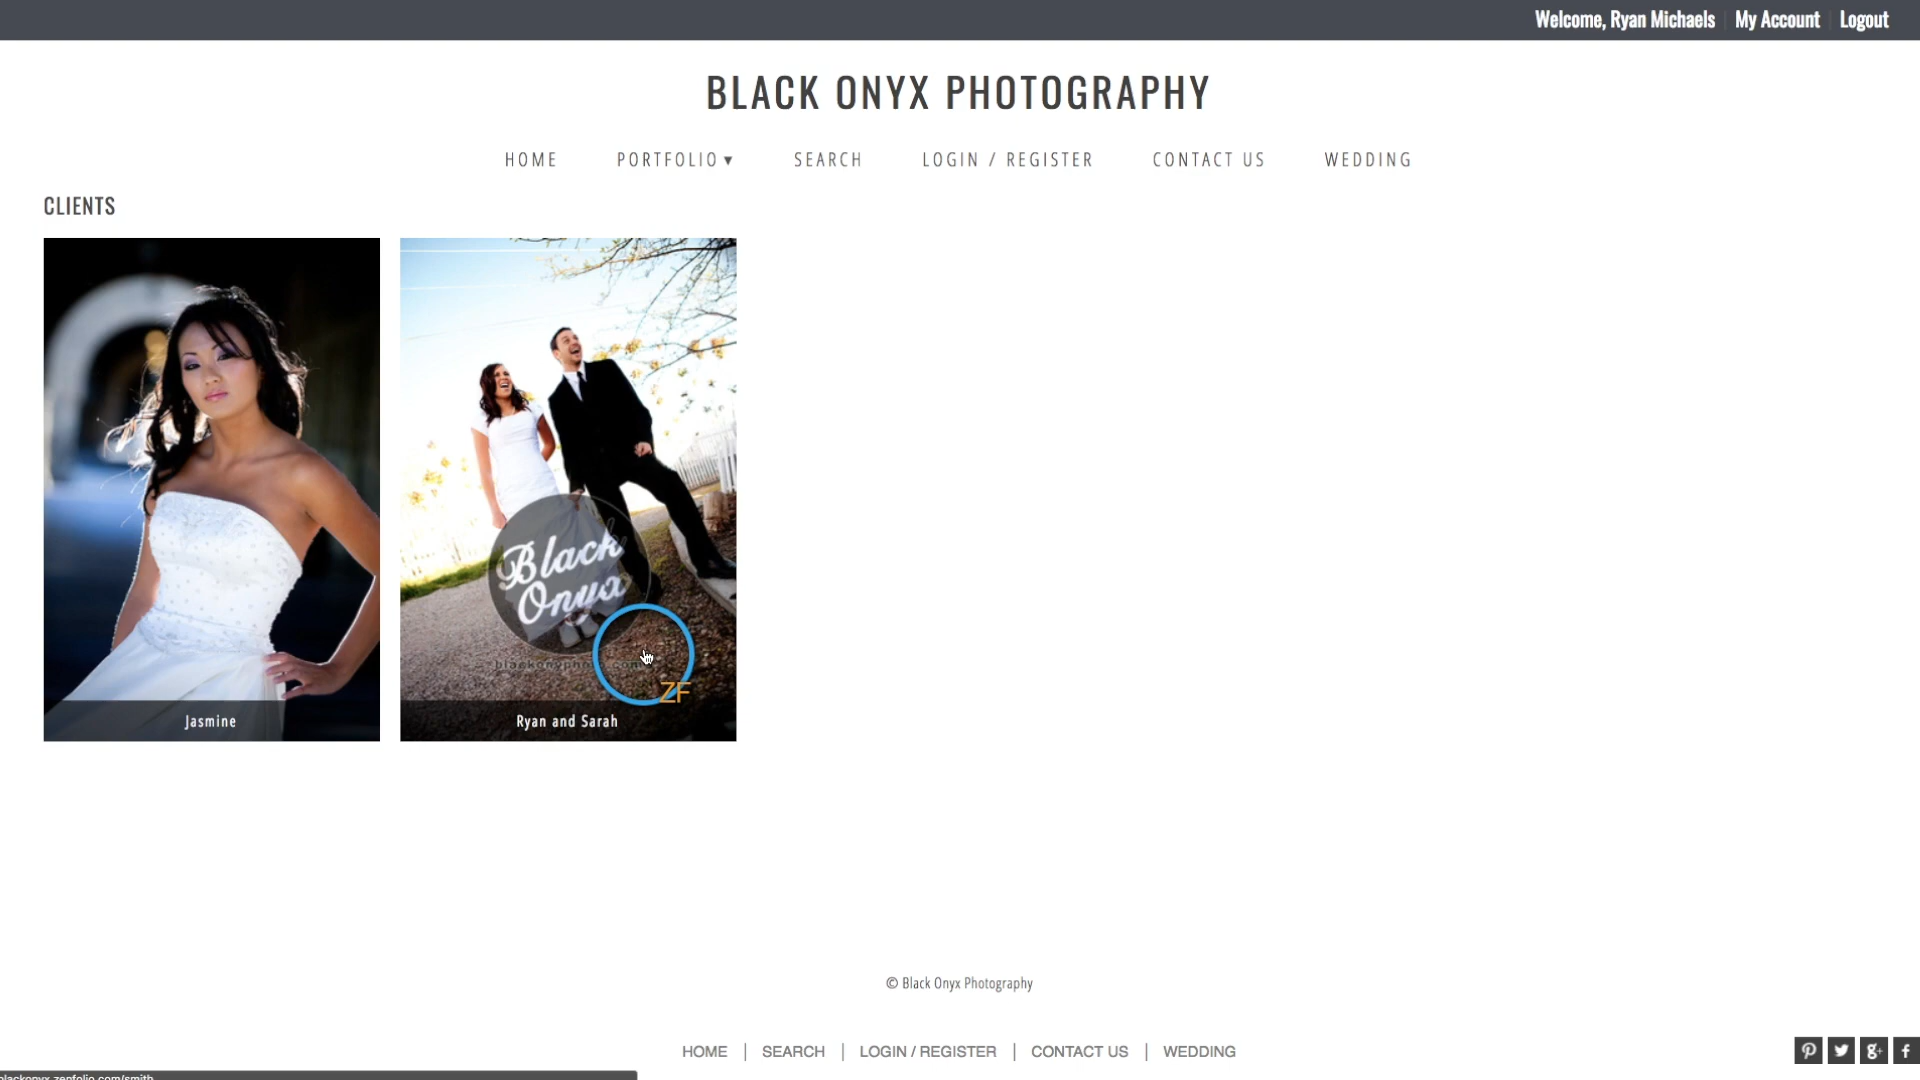 Welcome, Ryan Michaels My Account Logout
BLACK ONYX PHOTOGRAPHY
HOME PORTFOLIO ▾ SEARCH LOGIN / REGISTER CONTACT US WEDDING
CLIENTS
Black
Onyx
ZF
Jasmine
Ryan and Sarah
© Black Onyx Photography
HOME | SEARCH | LOGIN / REGISTER | CONTACT US | WEDDING